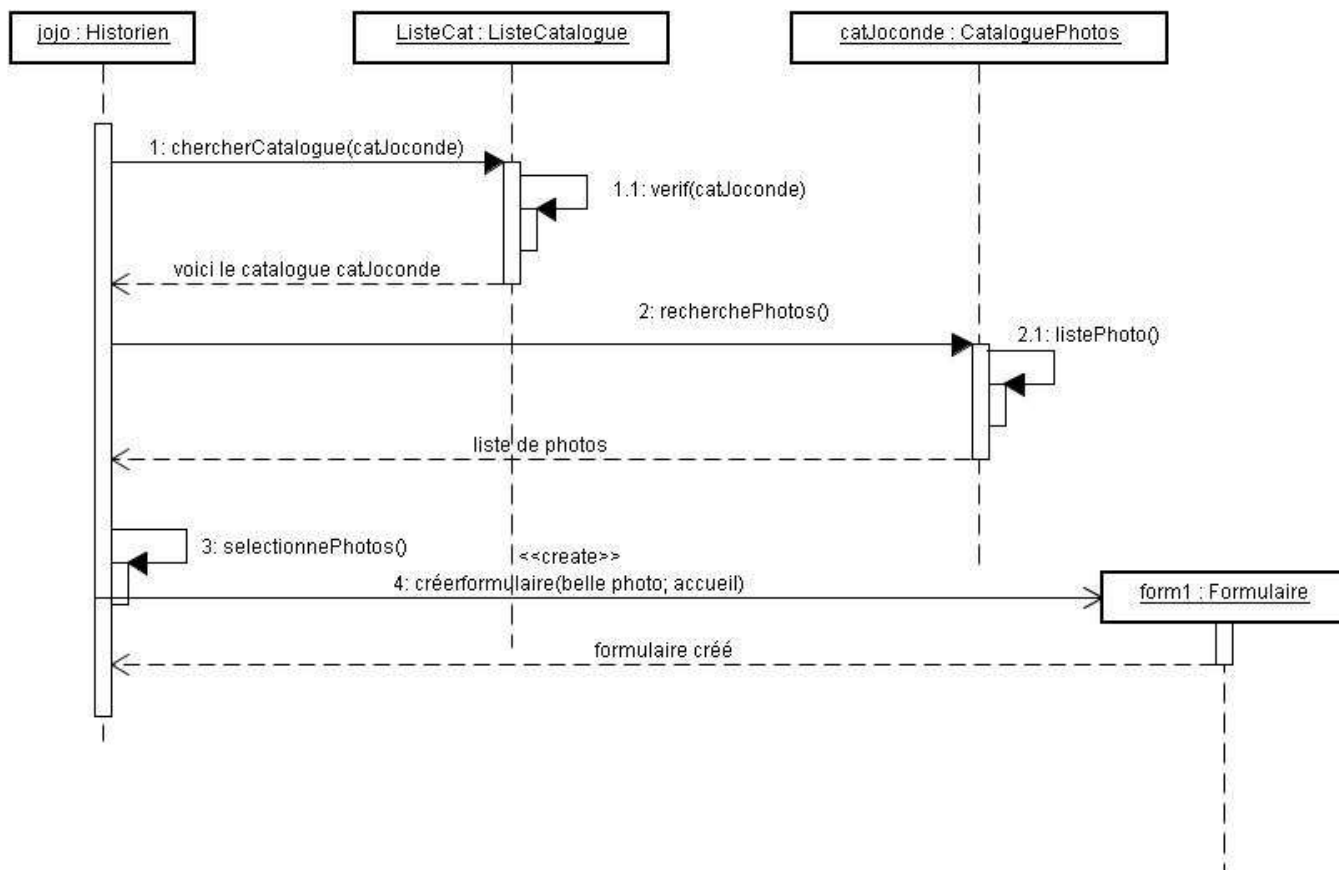 jojo : Historien
ListeCat : ListeCatalogue
catJoconde : CataloguePhotos
1: chercherCatalogue(catJoconde)
1.1: verif(catJoconde)
voici le catalogue catJoconde
2: recherchePhotos()
2.1: listePhoto()
liste de photos
3: selectionnePhotos()
<<create>>
4: créerformulaire(belle photo; accueil)
form1 : Formulaire
formulaire créé